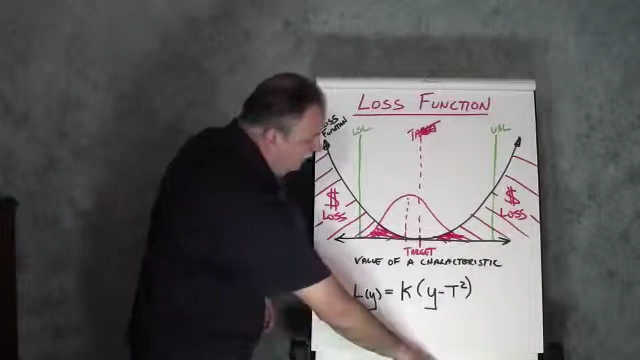 LOSS FUNCTION
LOSS
FUNCTION
LSL
TARGET
USL
$
LOSS
$
LOSS
TARGET
VALUE OF A CHARACTERISTIC
L(y) = K(y-T²)